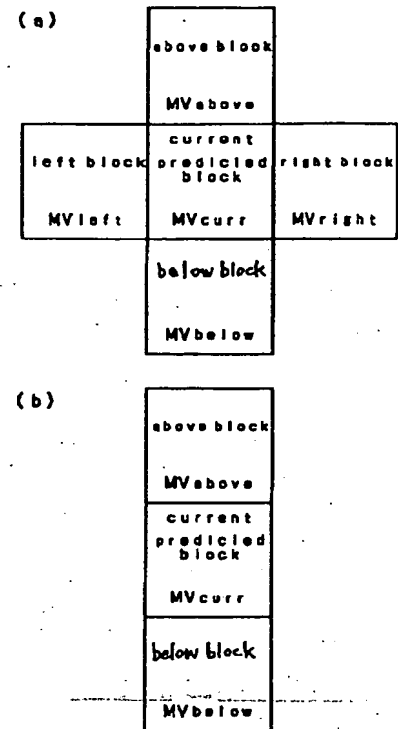 (a)
above block
MVabove
left block
MVleft
current
predicted
block
MVcurr
right block
MVright
below block
MVbelow
(b)
above block
MVabove
current
predicted
block
MVcurr
below block
MVbelow